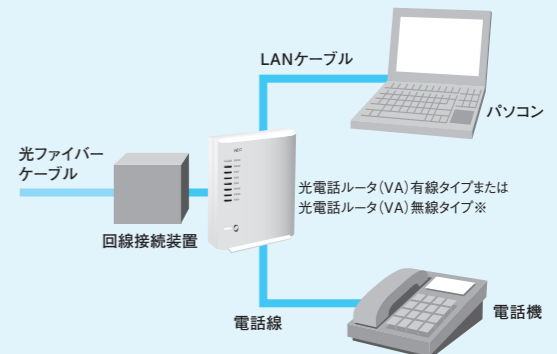 LANケーブル
パソコン
光ファイバー
ケーブル
NEC
光電話ルータ(VA)有線タイプまたは
光電話ルータ(VA)無線タイプ※
回線接続装置
電話線
電話機